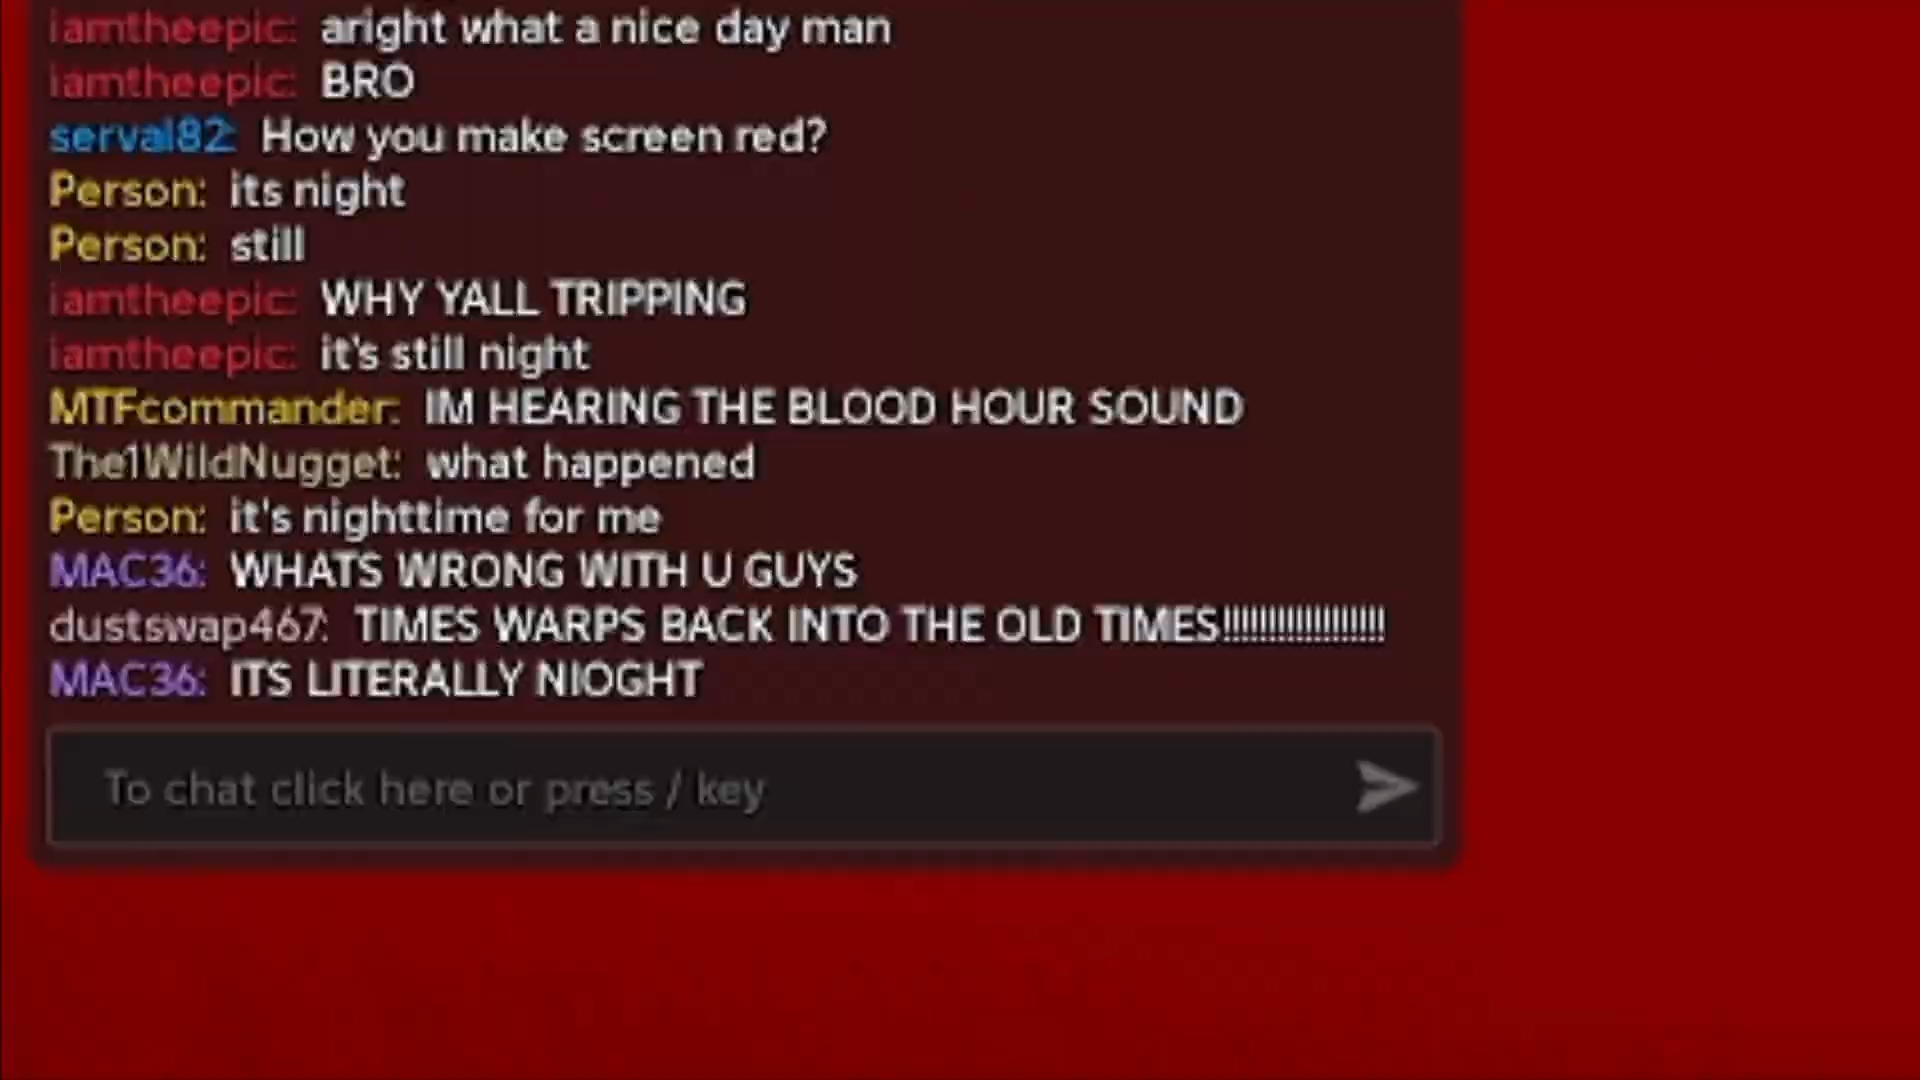 iamtheepic: aright what a nice day man
iamtheepic: BRO
serval82: How you make screen red?
Person: its night
Person: still
iamtheepic: WHY YALL TRIPPING
iamtheepic: it's still night
MTFcommander: IM HEARING THE BLOOD HOUR SOUND
The1WildNugget: what happened
Person: it's nighttime for me
MAC36: WHATS WRONG WITH U GUYS
dustswap467: TIMES WARPS BACK INTO THE OLD TIMES!!!!!!!!!!!!!!!!!!!
MAC36: ITS LITERALLY NIOGHT
To chat click here or press / key